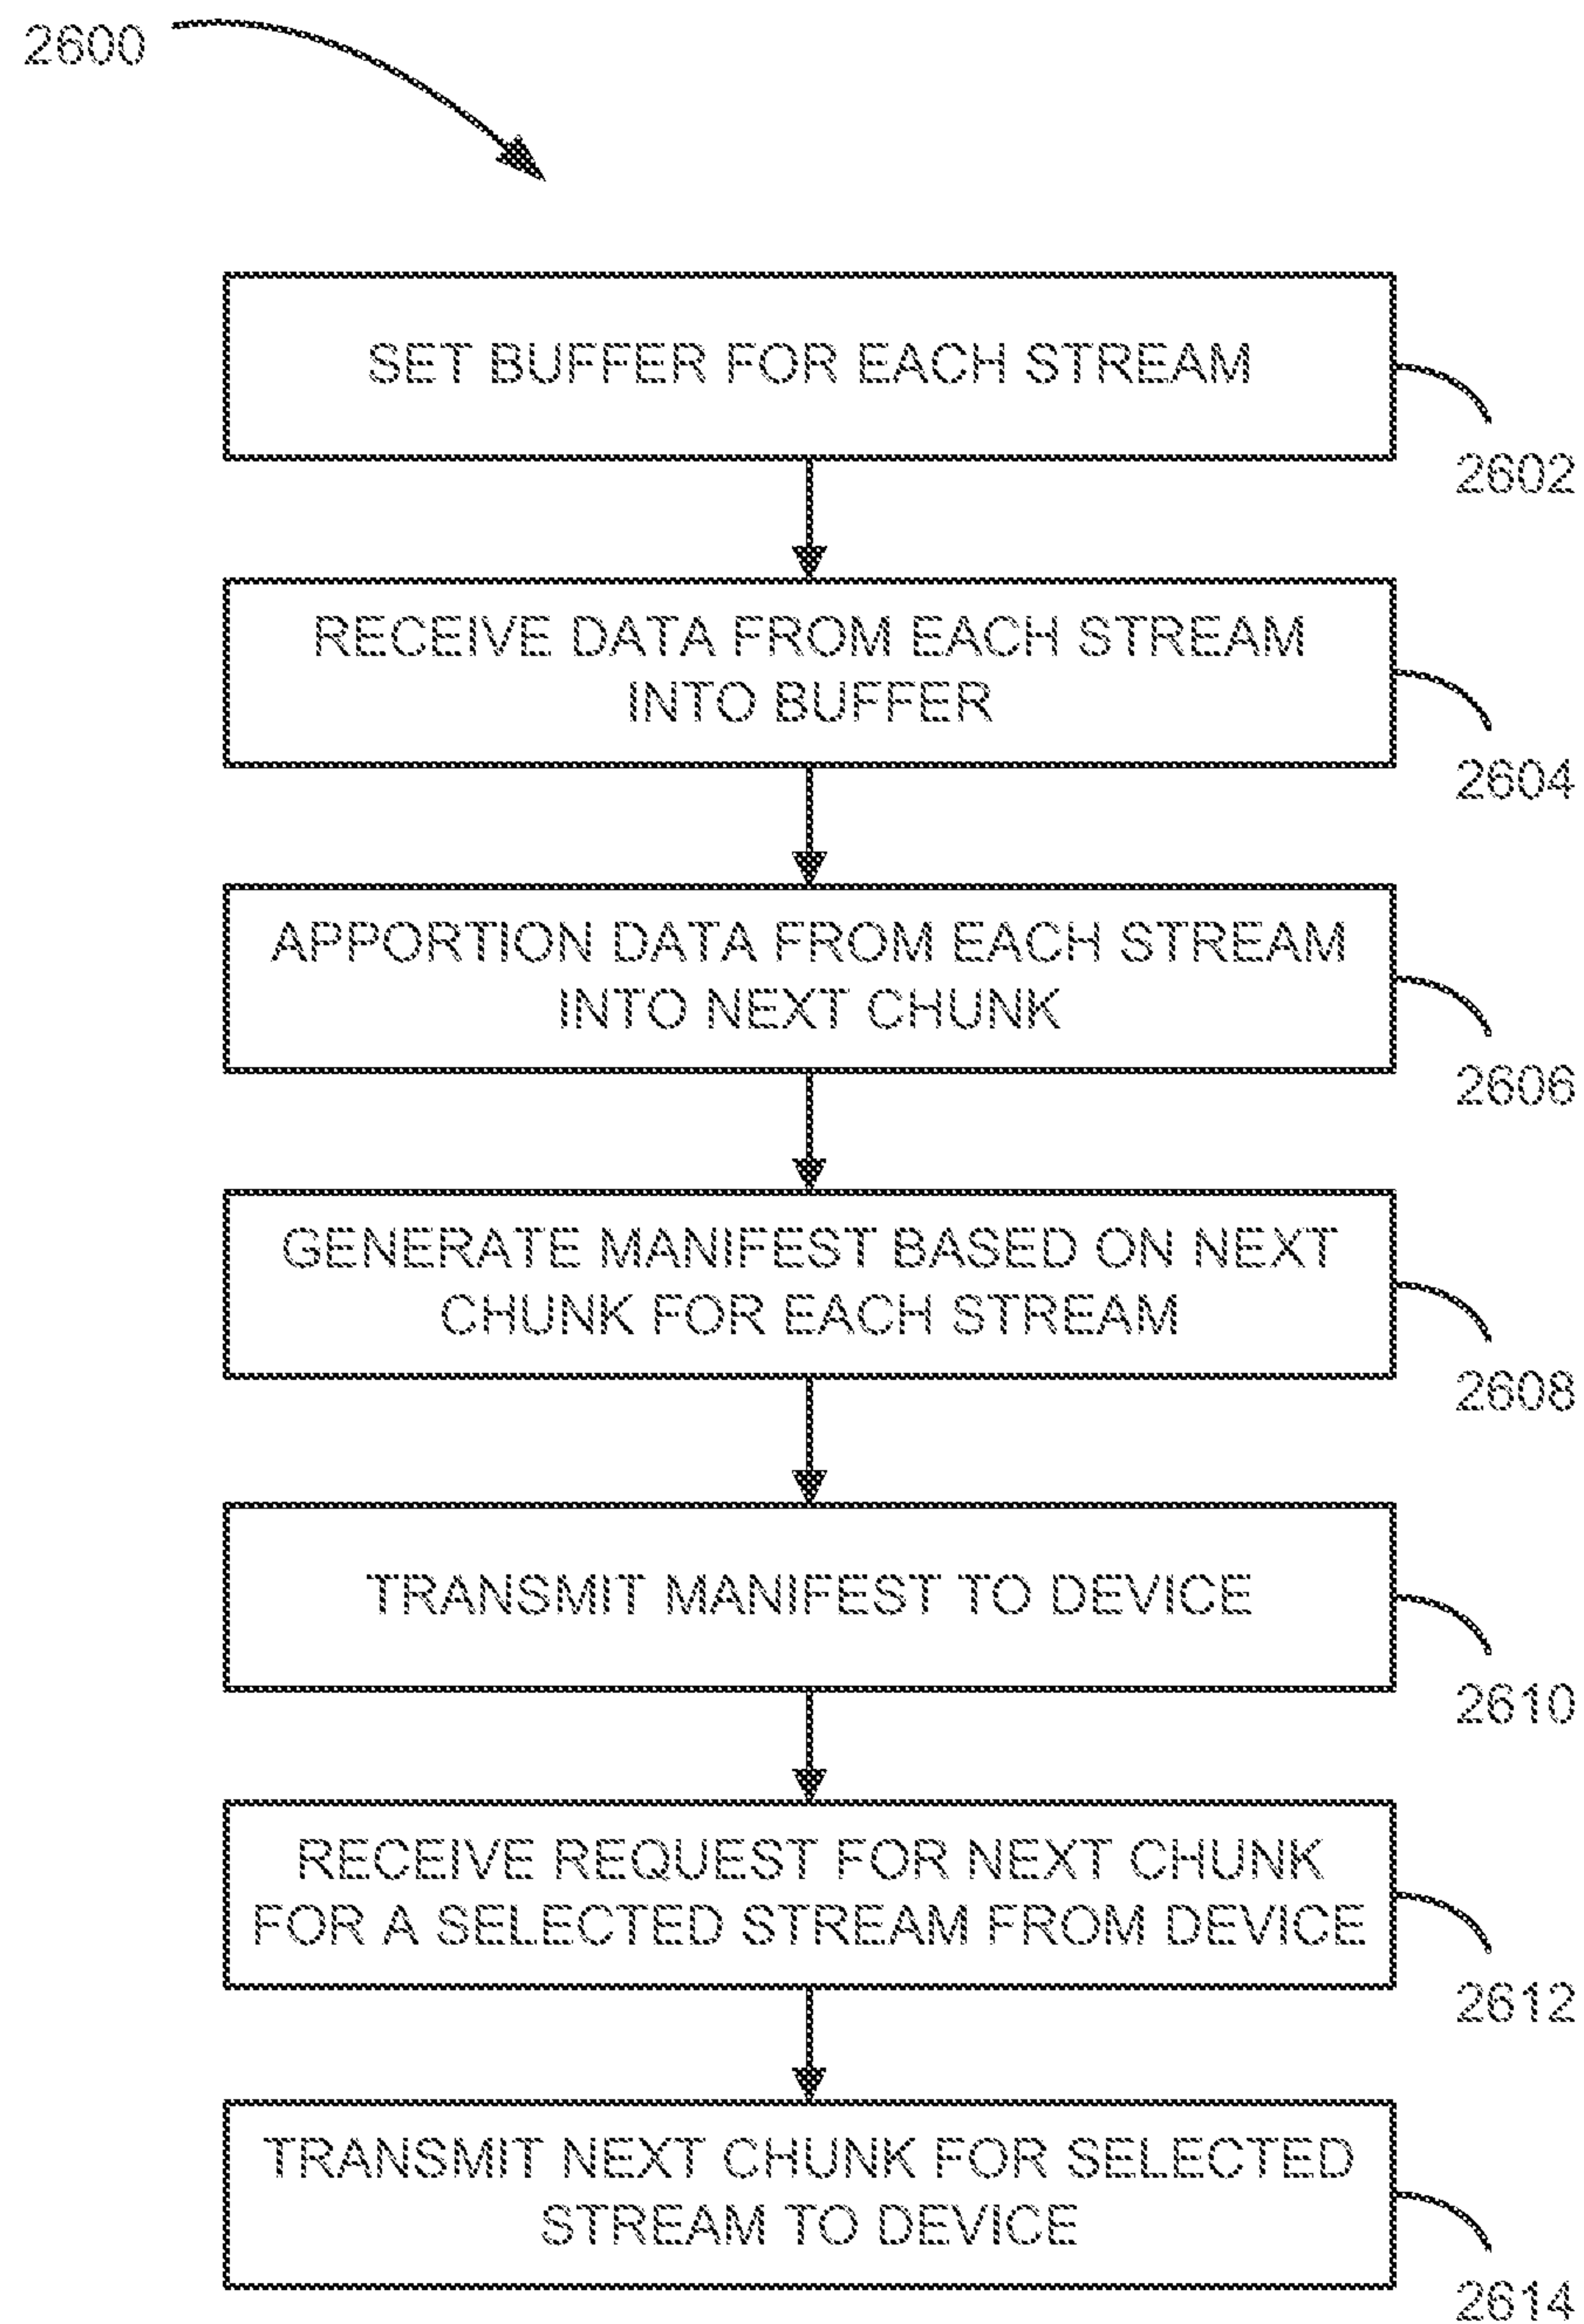 2600
SET BUFFER FOR EACH STREAM
2602
RECEIVE DATA FROM EACH STREAM
INTO BUFFER
2604
APPORTION DATA FROM EACH STREAM
INTO NEXT CHUNK
2606
GENERATE MANIFEST BASED ON NEXT
CHUNK FOR EACH STREAM
2608
TRANSMIT MANIFEST TO DEVICE
2610
RECEIVE REQUEST FOR NEXT CHUNK
FOR A SELECTED STREAM FROM DEVICE
2612
TRANSMIT NEXT CHUNK FOR SELECTED
STREAM TO DEVICE
2614